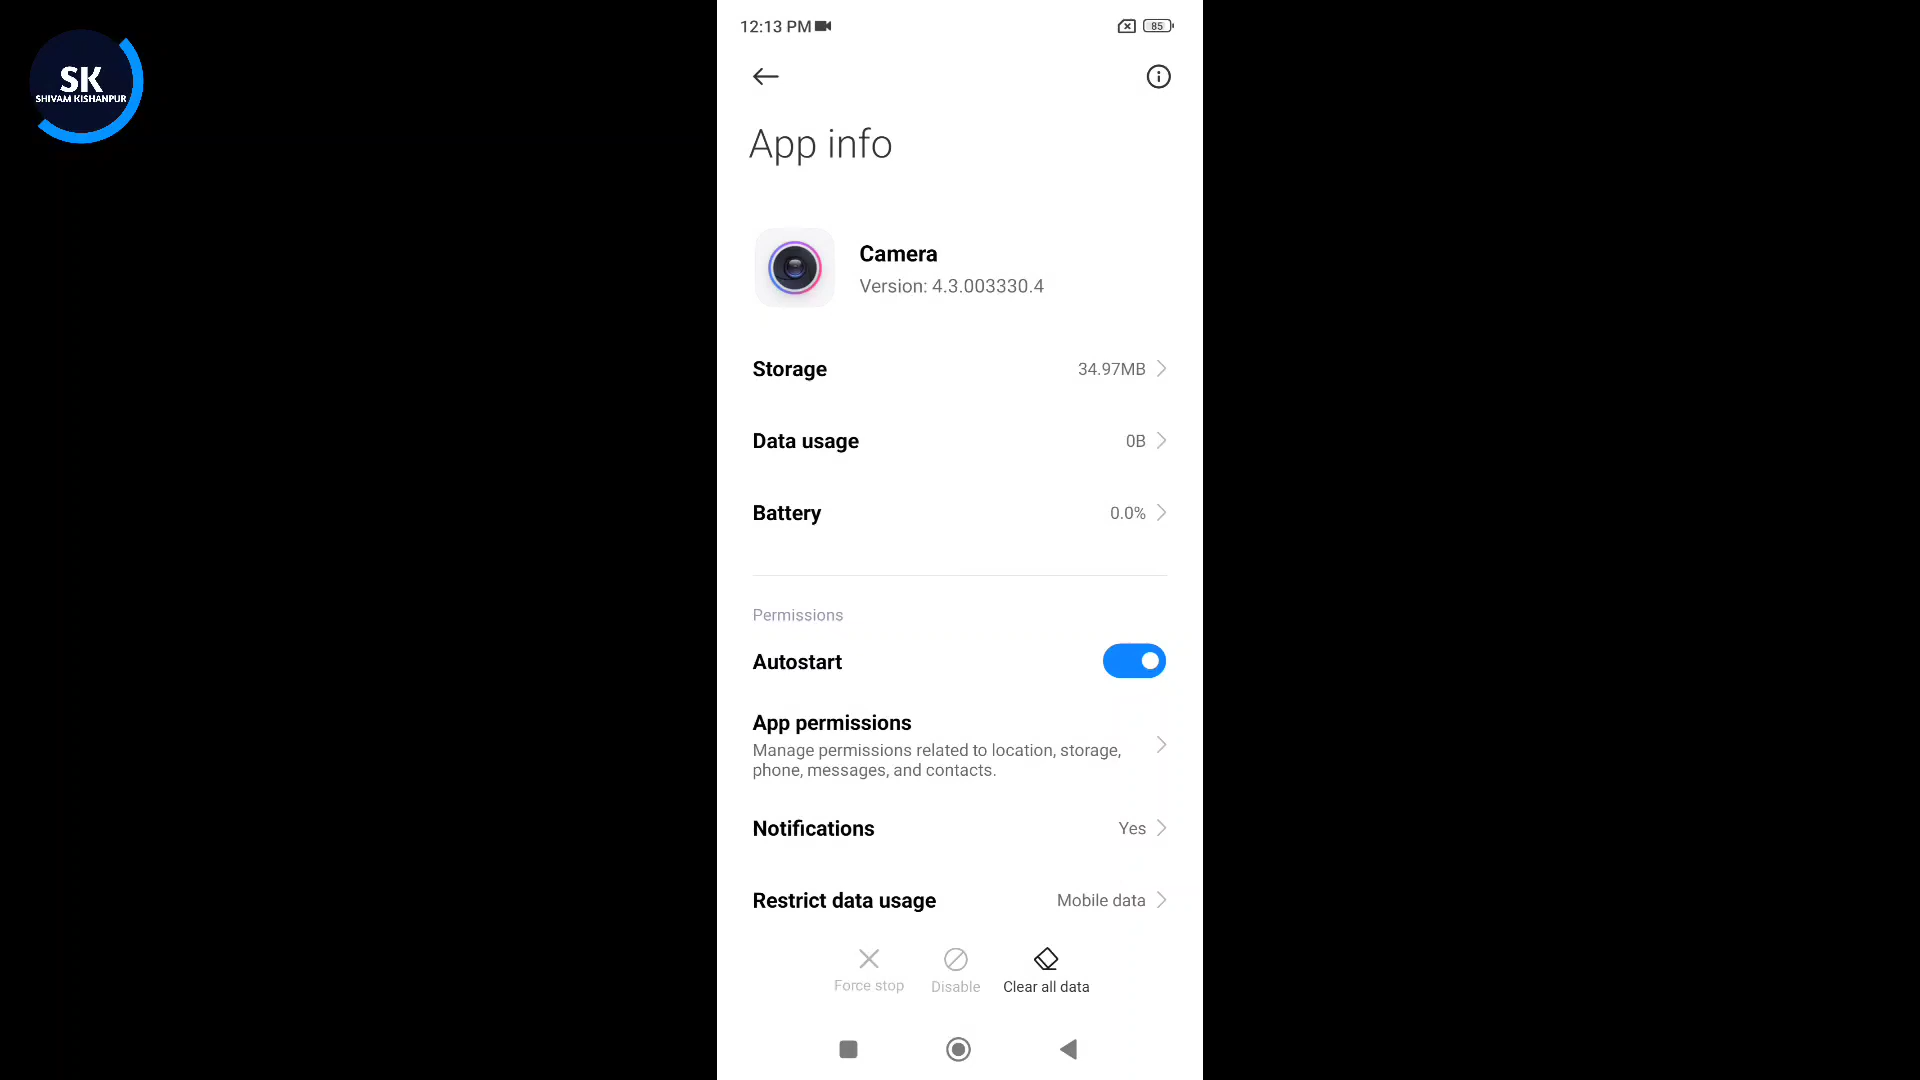 SK
SHIVAM KISHANPUR
12:13 PM
85
App info
Camera
Version: 4.3.003330.4
Storage
34.97MB
Data usage
0B
Battery
0.0%
Permissions
Autostart
App permissions
Manage permissions related to location, storage,
phone, messages, and contacts.
Notifications
Yes
Restrict data usage
Mobile data
Force stop
Disable
Clear all data